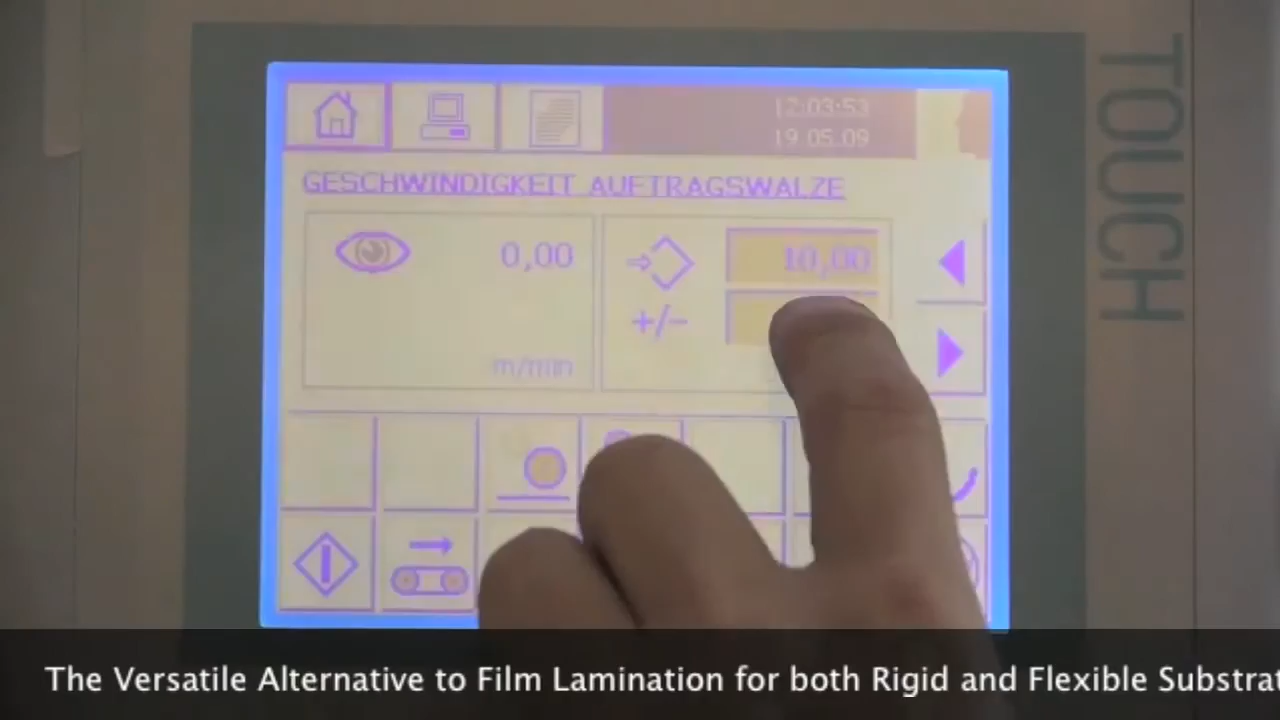 12:03:53
19.05.09
GESCHWINDIGKEIT AUFTRAGSWALZE
0,00
10,00
+/-
m/min
TOUCH
The Versatile Alternative to Film Lamination for both Rigid and Flexible